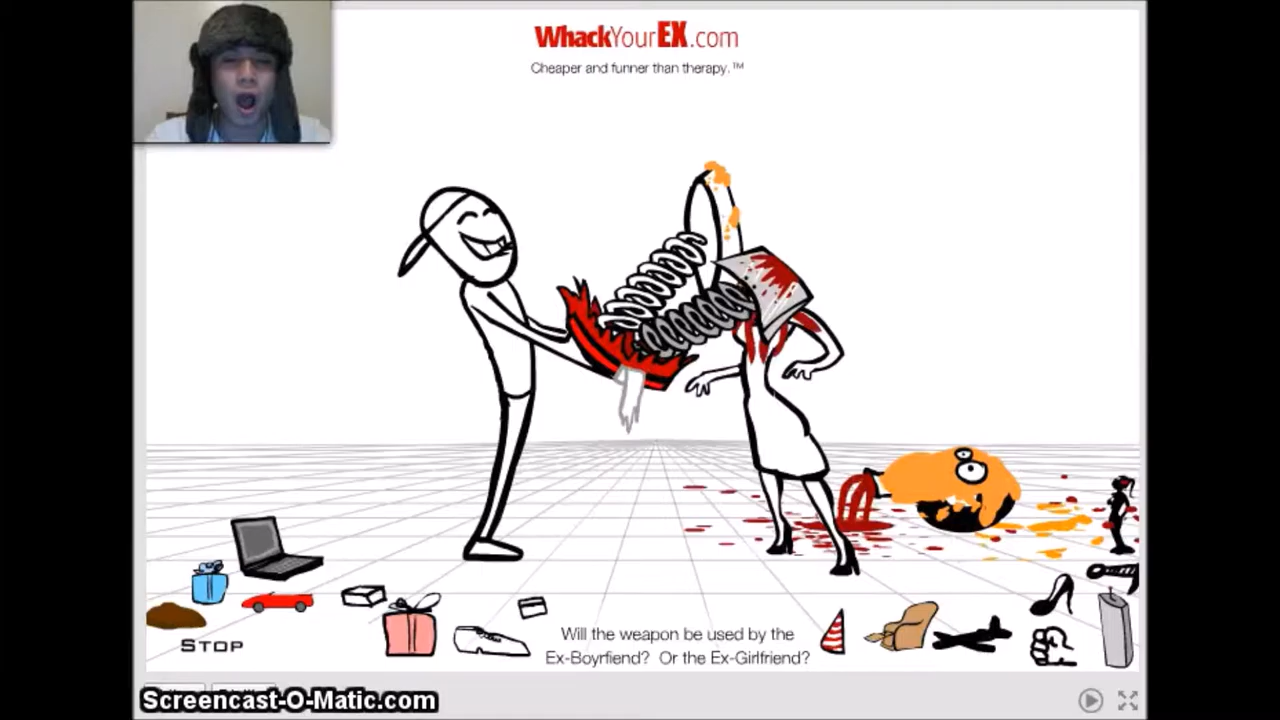 WhackYourEX.com
Cheaper and funner than therapy.™
STOP
Will the weapon be used by the
Ex-Boyrfiend? Or the Ex-Girlfriend?
Screencast-O-Matic.com